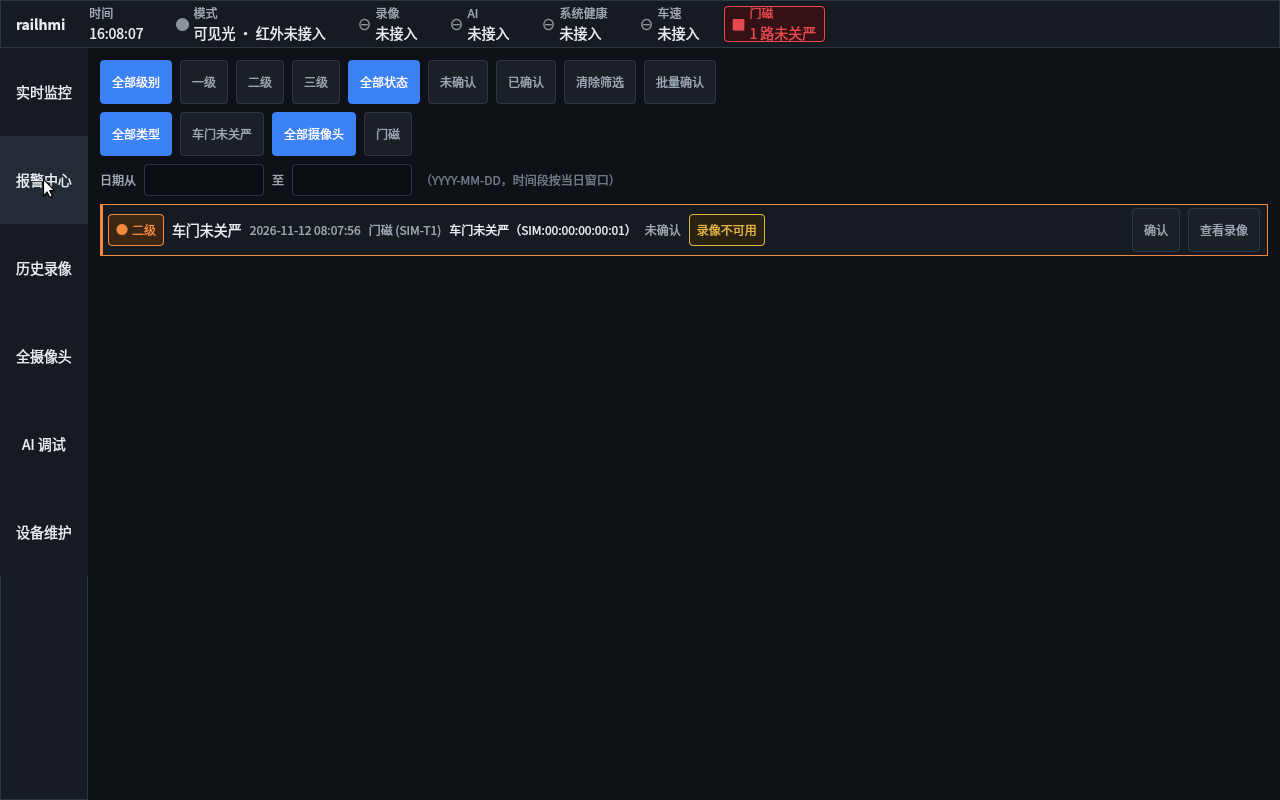 railhmi
时间
16:08:07
模式
可见光 · 红外未接入
录像
未接入
AI
未接入
系统健康
未接入
车速
未接入
门磁
1 路未关严
实时监控
报警中心
历史录像
全摄像头
AI 调试
设备维护
全部级别 一级 二级 三级 全部状态 未确认 已确认 清除筛选 批量确认
全部类型 车门未关严 全部摄像头 门磁
日期从 至 （YYYY-MM-DD，时间段按当日窗口）
二级 车门未关严 2026-11-12 08:07:56 门磁 (SIM-T1) 车门未关严（SIM:00:00:00:00:01） 未确认 录像不可用 确认 查看录像